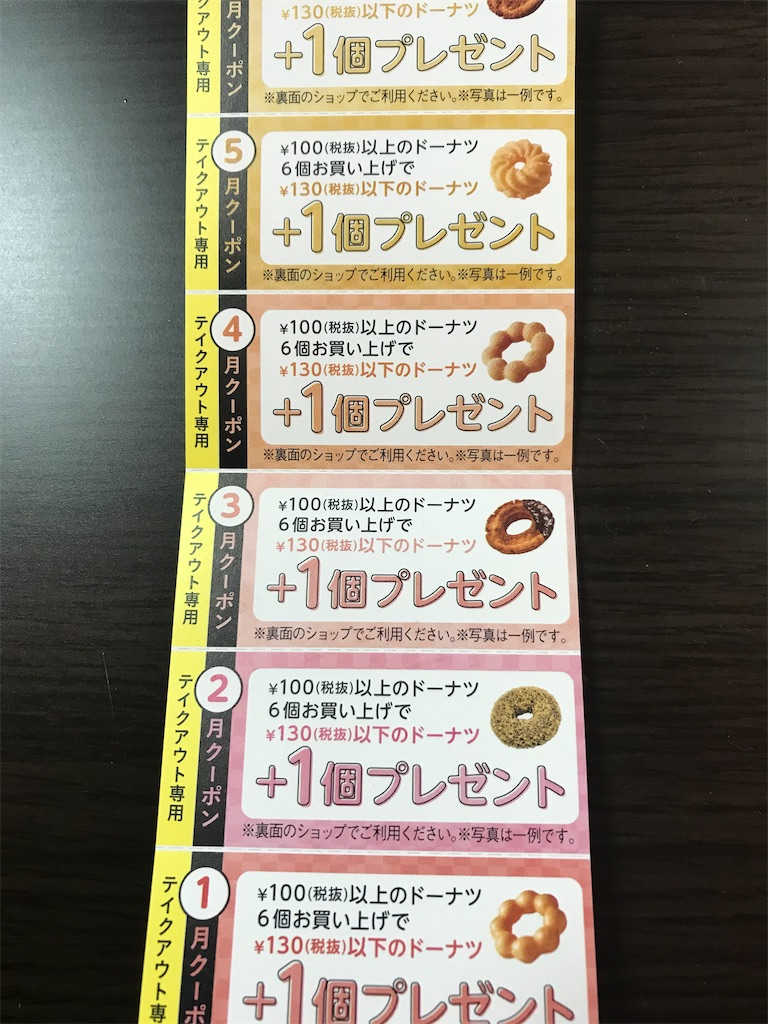 クアウト専用
月クーポン
¥130(税抜)以下のドーナツ
+1個プレゼント
※裏面のショップでご利用ください。※写真は一例です。
テイクアウト専用
5
月クーポン
¥100(税抜)以上のドーナツ
6個お買い上げで
¥130(税抜)以下のドーナツ
+1個プレゼント
※裏面のショップでご利用ください。※写真は一例です。
テイクアウト専用
4
月クーポン
¥100(税抜)以上のドーナツ
6個お買い上げで
¥130(税抜)以下のドーナツ
+1個プレゼント
※裏面のショップでご利用ください。※写真は一例です。
テイクアウト専用
3
月クーポン
¥100(税抜)以上のドーナツ
6個お買い上げで
¥130(税抜)以下のドーナツ
+1個プレゼント
※裏面のショップでご利用ください。※写真は一例です。
テイクアウト専用
2
月クーポン
¥100(税抜)以上のドーナツ
6個お買い上げで
¥130(税抜)以下のドーナツ
+1個プレゼント
※裏面のショップでご利用ください。※写真は一例です。
テイクアウト専
1
月クーポ
¥100(税抜)以上のドーナツ
6個お買い上げで
¥130(税抜)以下のドーナツ
+1個プレゼント